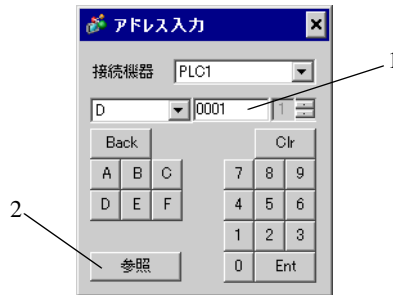 アドレス入力
接続機器 PLC1
D 0001 1
1
Back Clr
A B C 7 8 9
D E F 4 5 6
1 2 3
2
参照 0 Ent